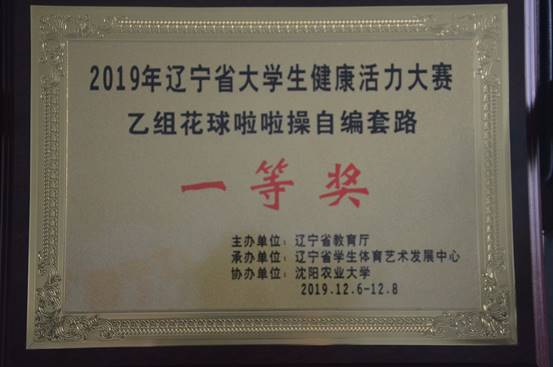 2019年辽宁省大学生健康活力大赛
乙组花球啦啦操自编套路
一等奖
主办单位：辽宁省教育厅
承办单位：辽宁省学生体育艺术发展中心
协办单位：沈阳农业大学
2019.12.6-12.8